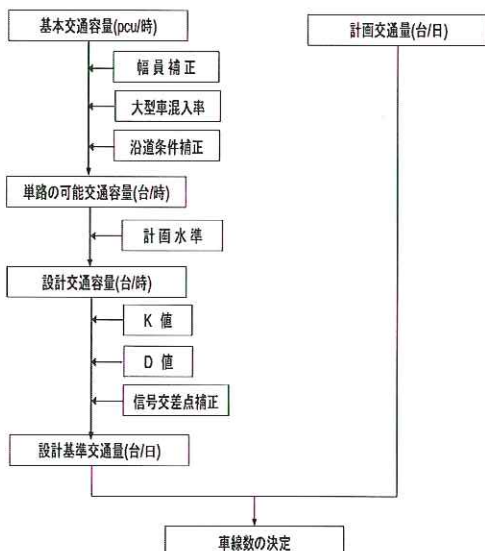 基本交通容量(pcu/時)
計画交通量(台/日)
幅員補正
大型車混入率
沿道条件補正
単路の可能交通容量(台/時)
計画水準
設計交通容量(台/時)
K 値
D 値
信号交差点補正
設計基準交通量(台/日)
車線数の決定